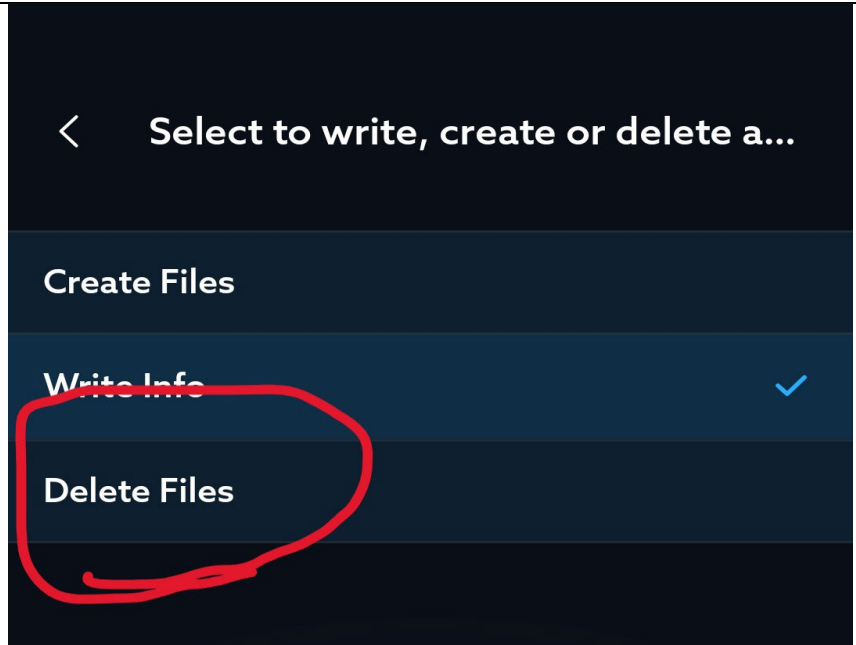 Select to write, create or delete a...
Create Files
Write Info
Delete Files